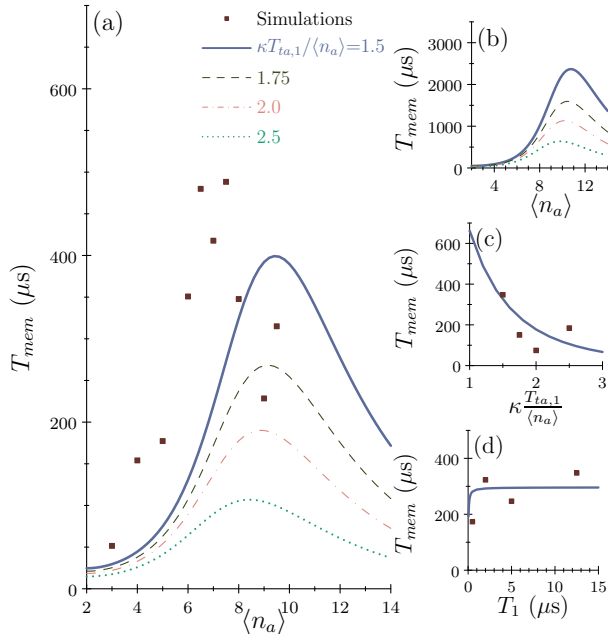 (a)
Simulations
κT_{ta,1}/⟨n_a⟩=1.5
1.75
2.0
2.5
T_{mem} (μs)
600
400
200
0
2 4 6 8 10 12 14
⟨n_a⟩
(b)
T_{mem} (μs)
3000
2000
1000
0
4 8 12
⟨n_a⟩
(c)
T_{mem} (μs)
600
400
200
0
1 2 3
κ T_{ta,1}/⟨n_a⟩
(d)
T_{mem} (μs)
400
300
200
0
0 5 10 15
T_1 (μs)